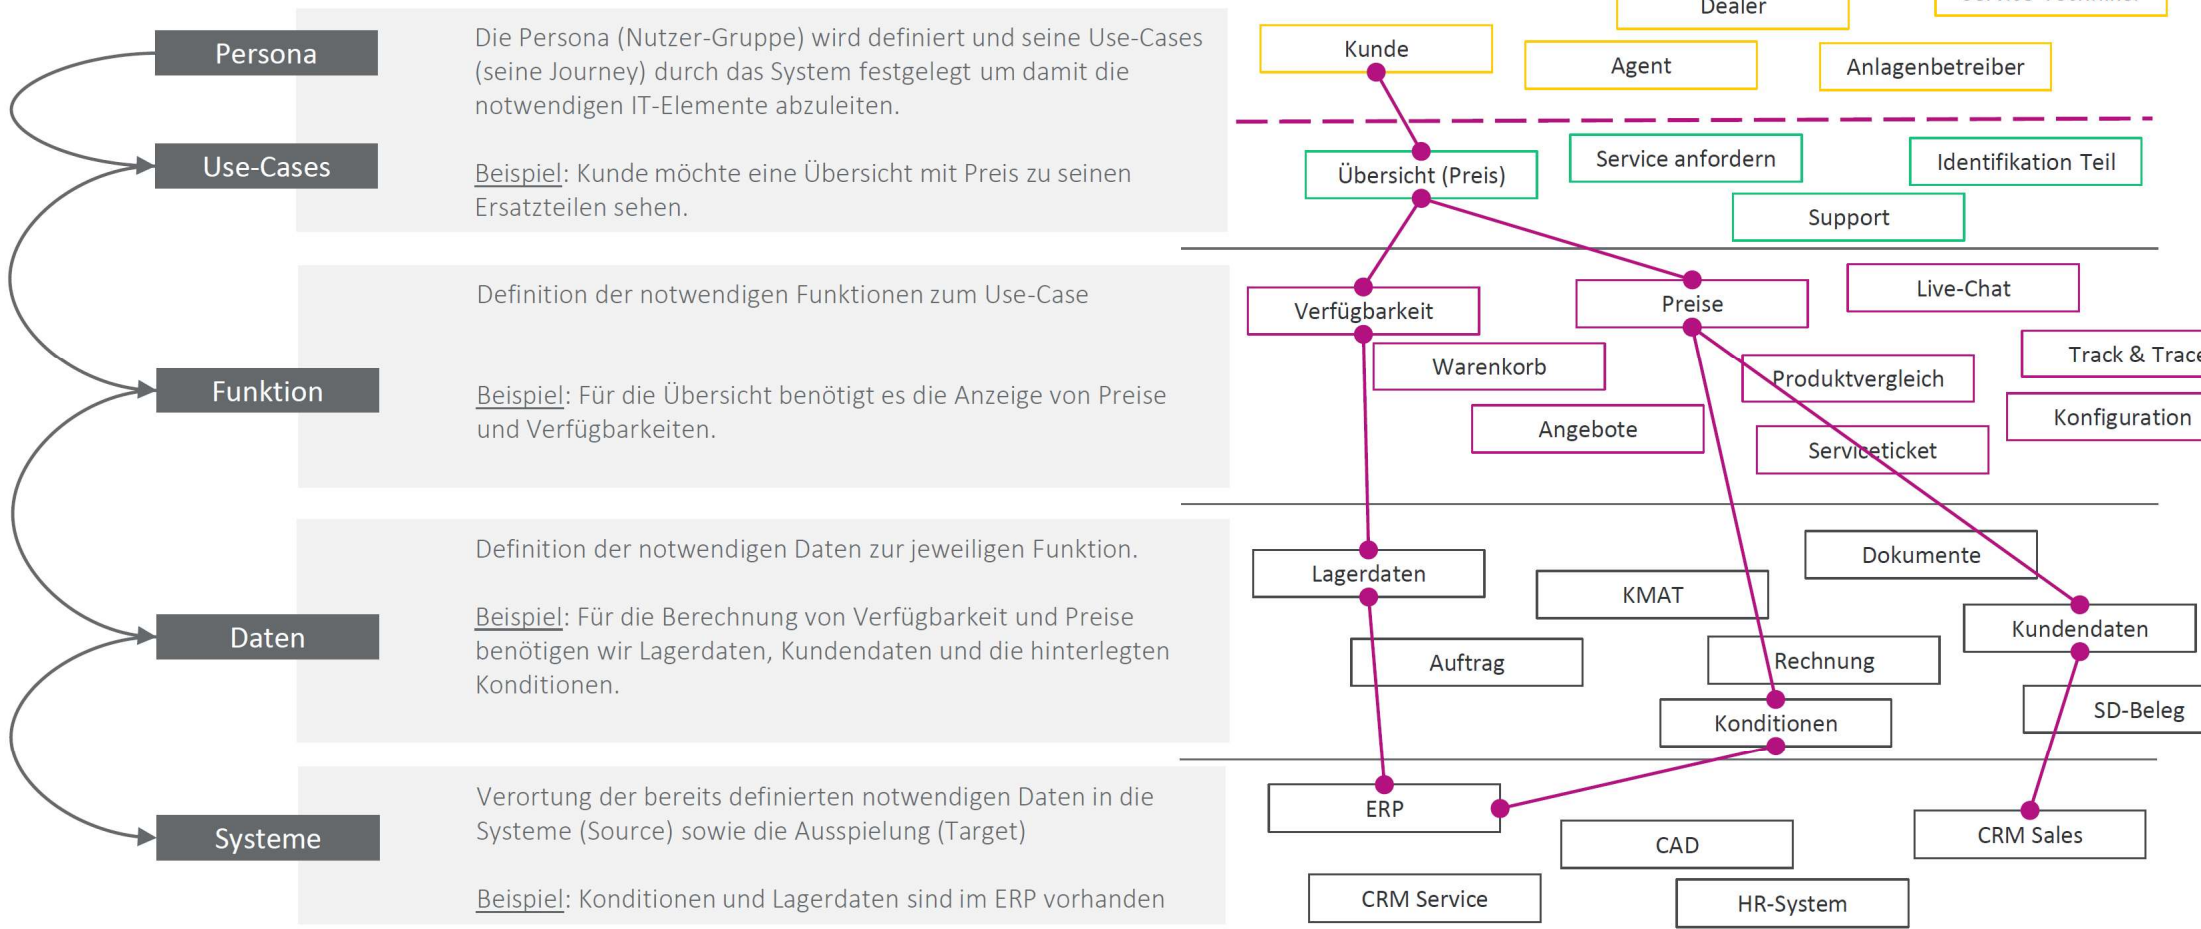 Persona
Die Persona (Nutzer-Gruppe) wird definiert und seine Use-Cases
(seine Journey) durch das System festgelegt um damit die
notwendigen IT-Elemente abzuleiten.
Use-Cases
Beispiel: Kunde möchte eine Übersicht mit Preis zu seinen
Ersatzteilen sehen.
Definition der notwendigen Funktionen zum Use-Case
Funktion
Beispiel: Für die Übersicht benötigt es die Anzeige von Preise
und Verfügbarkeiten.
Definition der notwendigen Daten zur jeweiligen Funktion.
Daten
Beispiel: Für die Berechnung von Verfügbarkeit und Preise
benötigen wir Lagerdaten, Kundendaten und die hinterlegten
Konditionen.
Verortung der bereits definierten notwendigen Daten in die
Systeme (Source) sowie die Ausspielung (Target)
Systeme
Beispiel: Konditionen und Lagerdaten sind im ERP vorhanden
Dealer
Kunde
Agent
Anlagenbetreiber
Übersicht (Preis)
Service anfordern
Identifikation Teil
Support
Verfügbarkeit
Preise
Live-Chat
Warenkorb
Produktvergleich
Track & Trace
Angebote
Serviceticket
Konfiguration
Lagerdaten
KMAT
Dokumente
Kundendaten
Auftrag
Rechnung
Konditionen
SD-Beleg
ERP
CAD
CRM Sales
CRM Service
HR-System